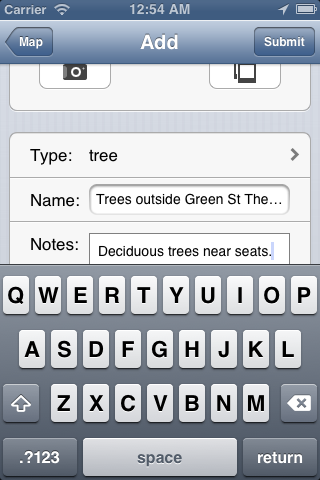 Carrier 12:54 AM
Map Add Submit
Type: tree
Name: Trees outside Green St The…
Notes: Deciduous trees near seats.
Q W E R T Y U I O P
A S D F G H J K L
Z X C V B N M
.?123 space return